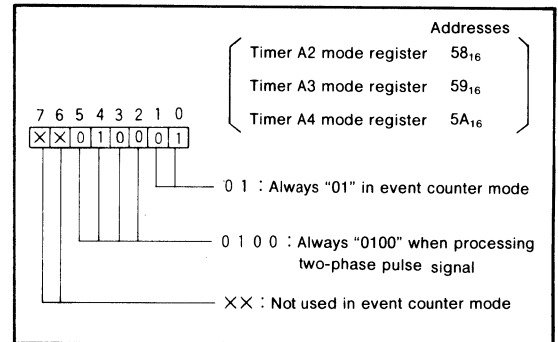 Addresses
Timer A2 mode register 58₁₆
Timer A3 mode register 59₁₆
Timer A4 mode register 5A₁₆
7 6 5 4 3 2 1 0
× × 0 1 0 0 0 1
0 1 : Always "01" in event counter mode
0 1 0 0 : Always "0100" when processing
two-phase pulse signal
×× : Not used in event counter mode